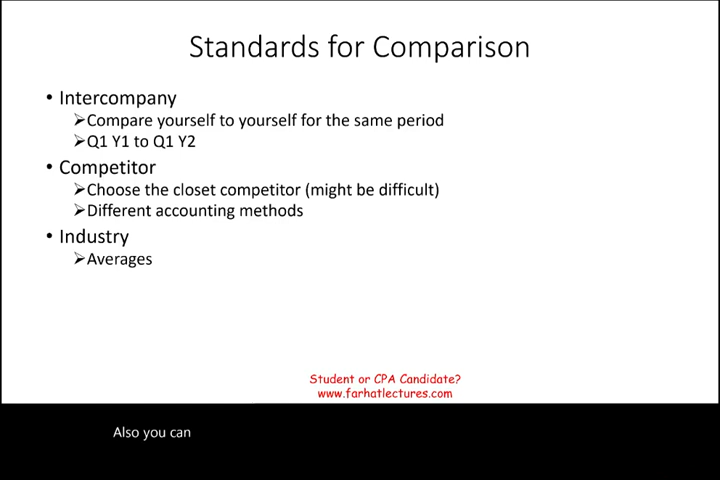 Standards for Comparison
• Intercompany
➢Compare yourself to yourself for the same period
➢Q1 Y1 to Q1 Y2
• Competitor
➢Choose the closet competitor (might be difficult)
➢Different accounting methods
• Industry
➢Averages
Student or CPA Candidate?
www.farhatlectures.com
Also you can